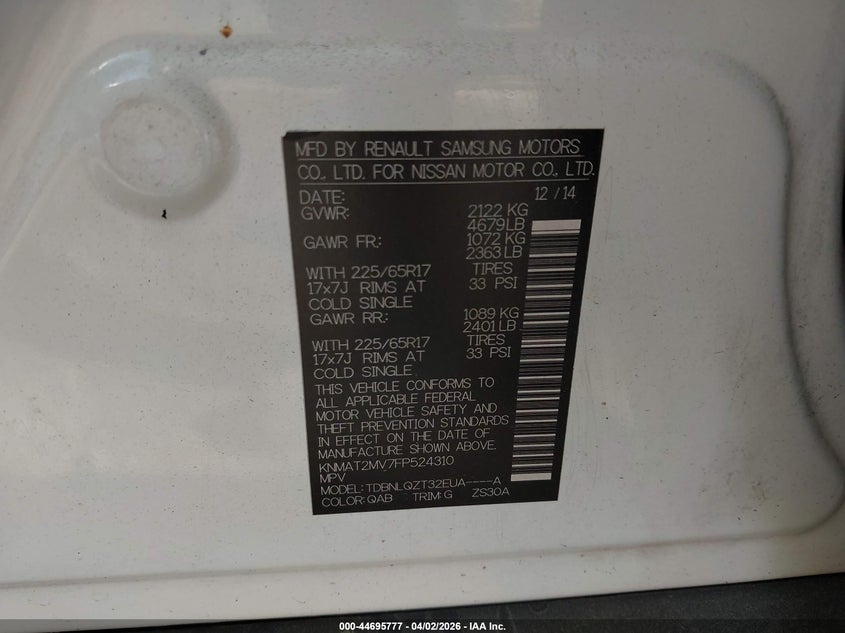 MFD BY RENAULT SAMSUNG MOTORS
CO., LTD. FOR NISSAN MOTOR CO., LTD.
DATE: 12 / 14
GVWR: 2122 KG
4679 LB
GAWR FR: 1072 KG
2363 LB
WITH 225/65R17 TIRES
17x7J RIMS AT 33 PSI
COLD SINGLE
GAWR RR: 1089 KG
2401 LB
WITH 225/65R17 TIRES
17x7J RIMS AT 33 PSI
COLD SINGLE
THIS VEHICLE CONFORMS TO
ALL APPLICABLE FEDERAL
MOTOR VEHICLE SAFETY AND
THEFT PREVENTION STANDARDS
IN EFFECT ON THE DATE OF
MANUFACTURE SHOWN ABOVE.
KNMAT2MV7FP524310
MPV
MODEL: TDBNLQZT32EUA----A
COLOR: QAB TRIM: G ZS30A
000-44695777 - 04/02/2026 - IAA Inc.